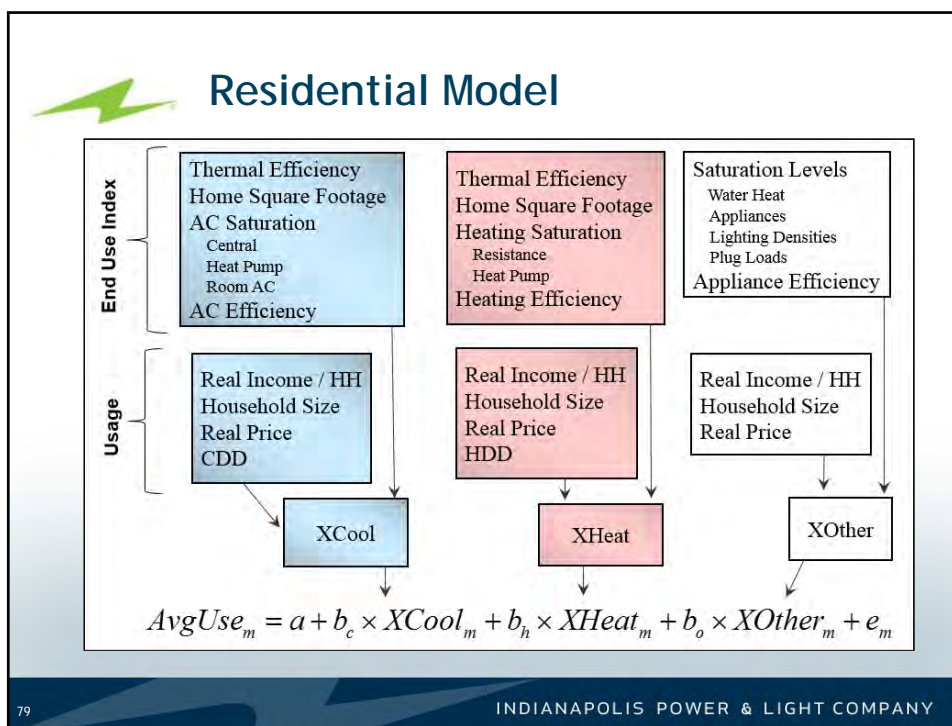 Residential Model
End Use Index
Thermal Efficiency
Home Square Footage
AC Saturation
Central
Heat Pump
Room AC
AC Efficiency
Thermal Efficiency
Home Square Footage
Heating Saturation
Resistance
Heat Pump
Heating Efficiency
Saturation Levels
Water Heat
Appliances
Lighting Densities
Plug Loads
Appliance Efficiency
Usage
Real Income / HH
Household Size
Real Price
CDD
Real Income / HH
Household Size
Real Price
HDD
Real Income / HH
Household Size
Real Price
XCool
XHeat
XOther
AvgUse_m = a + b_c × XCool_m + b_h × XHeat_m + b_o × XOther_m + e_m
79
INDIANAPOLIS POWER & LIGHT COMPANY